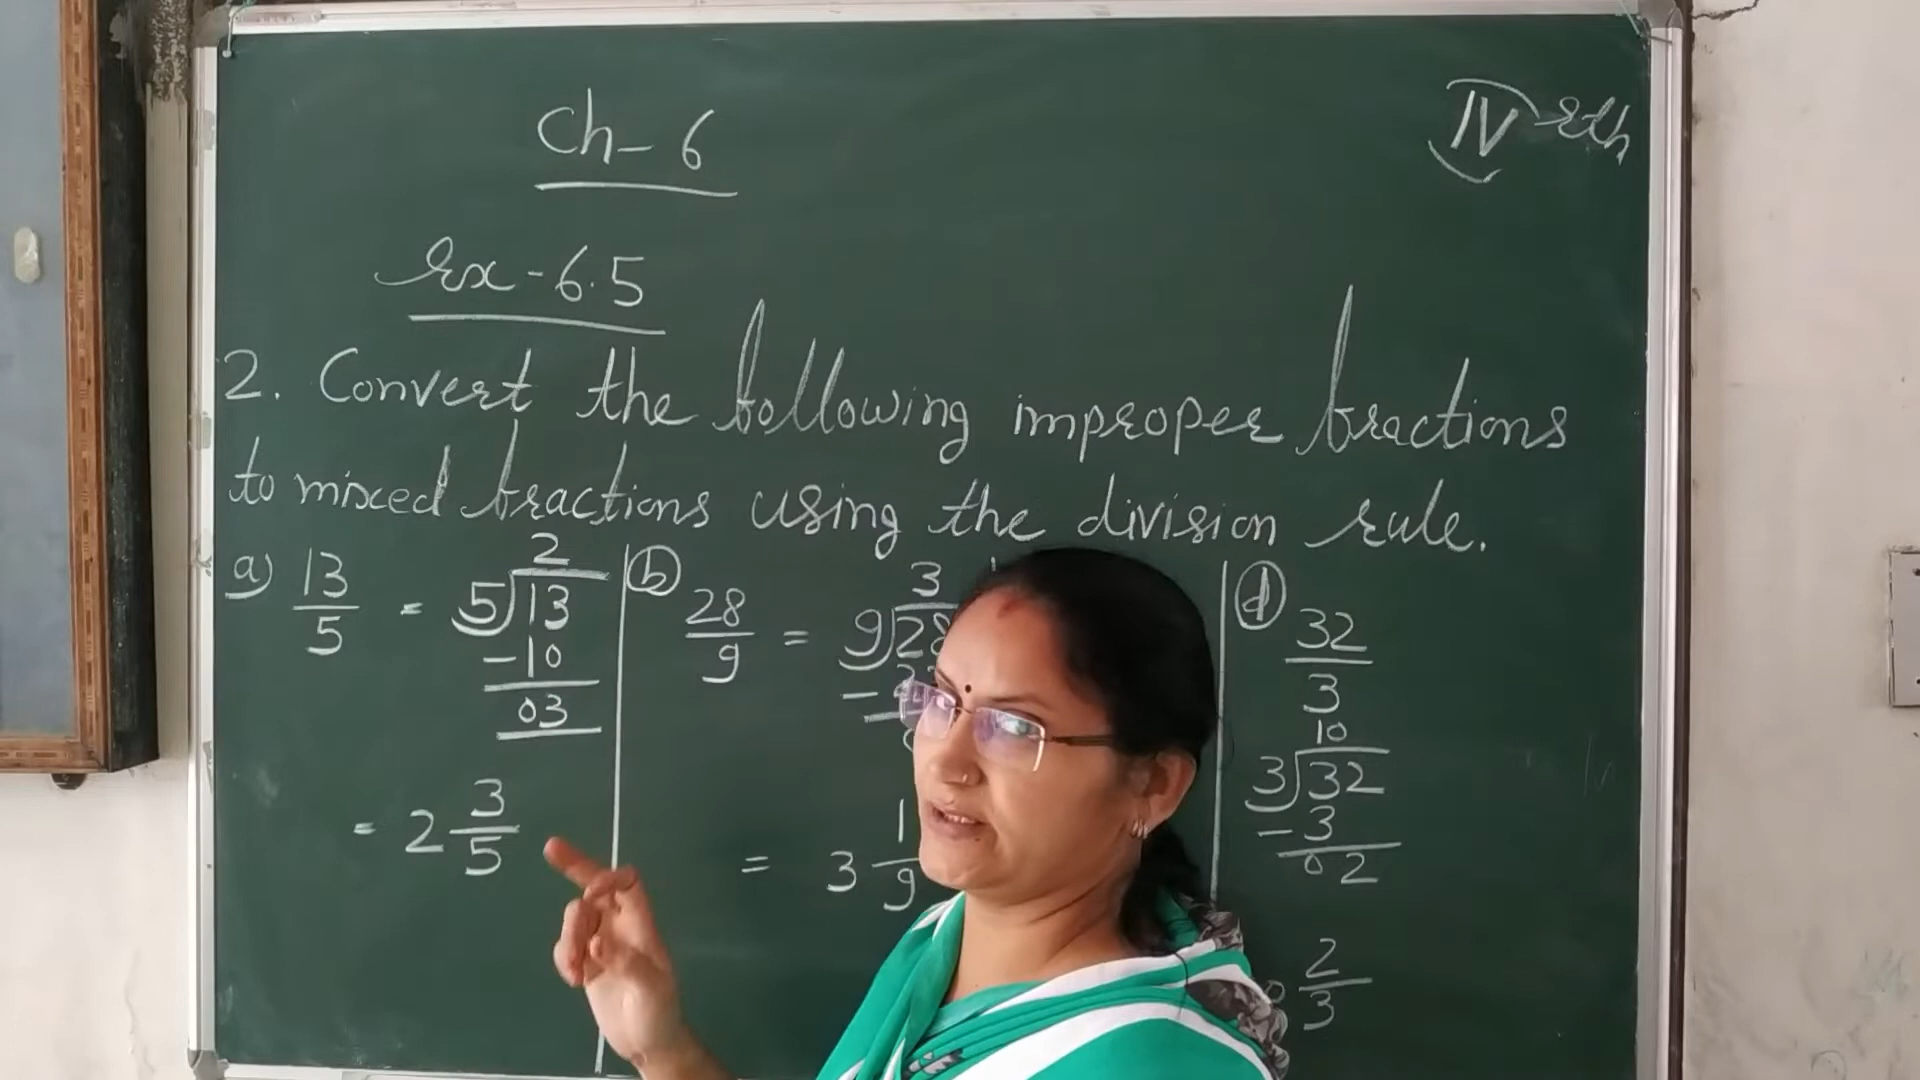 Ch-6
IV
Ex-6.5
2. Convert the following improper fractions
to mixed fractions using the division rule.
a) 13/5 = 5)13
2
-10
03
= 2 3/5
(b) 28/9 = 9)28
3
= 3 1/9
(d) 32/3
10
3)32
-3
02
2/3